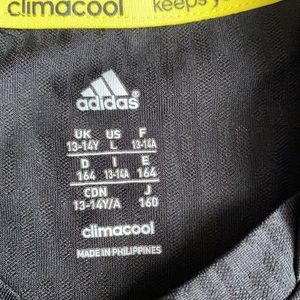 climacool keeps
adidas
UK US F
13-14Y L 13-14A
D I E
164 13-14A 164
CDN J
13-14Y/A 160
climacool
MADE IN PHILIPPINES